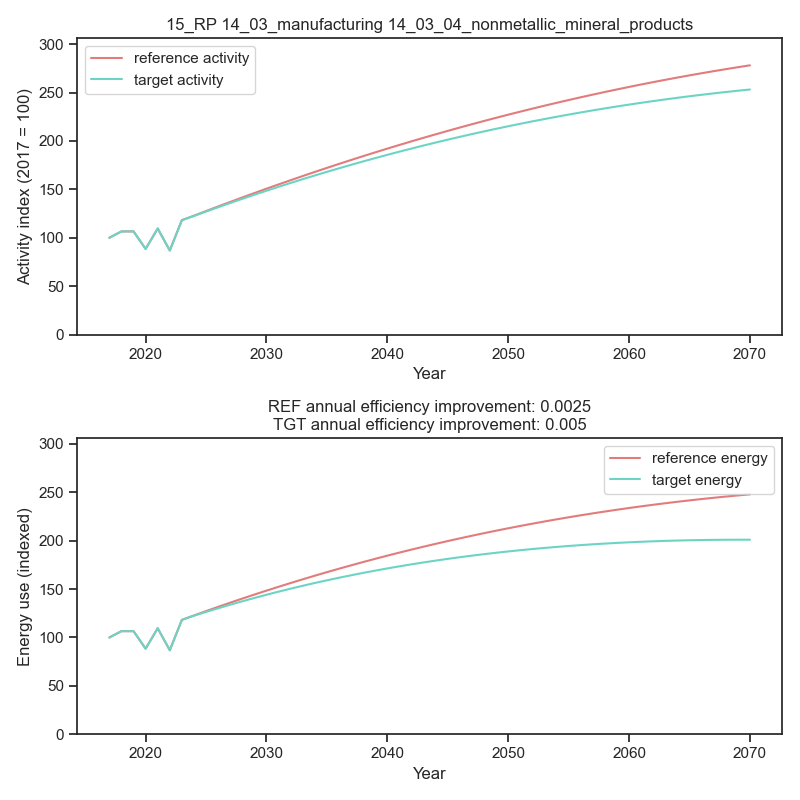 15_RP 14_03_manufacturing 14_03_04_nonmetallic_mineral_products
300
250
200
150
100
50
0
Activity index (2017 = 100)
reference activity
target activity
2020 2030 2040 2050 2060 2070
Year
REF annual efficiency improvement: 0.0025
TGT annual efficiency improvement: 0.005
300
250
200
150
100
50
0
Energy use (indexed)
reference energy
target energy
2020 2030 2040 2050 2060 2070
Year